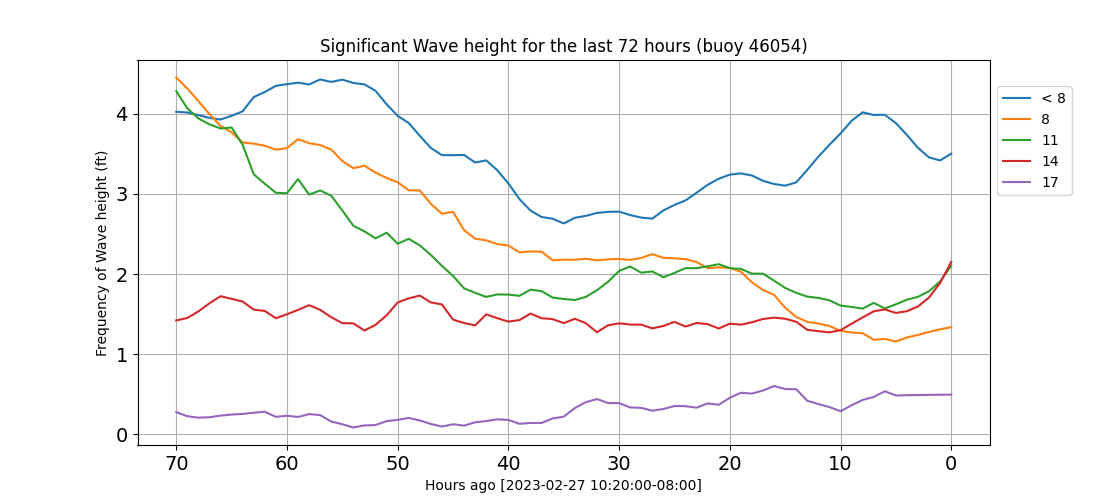 Significant Wave height for the last 72 hours (buoy 46054)
Frequency of Wave height (ft)
4
3
2
1
0
70 60 50 40 30 20 10 0
Hours ago [2023-02-27 10:20:00-08:00]
< 8
8
11
14
17